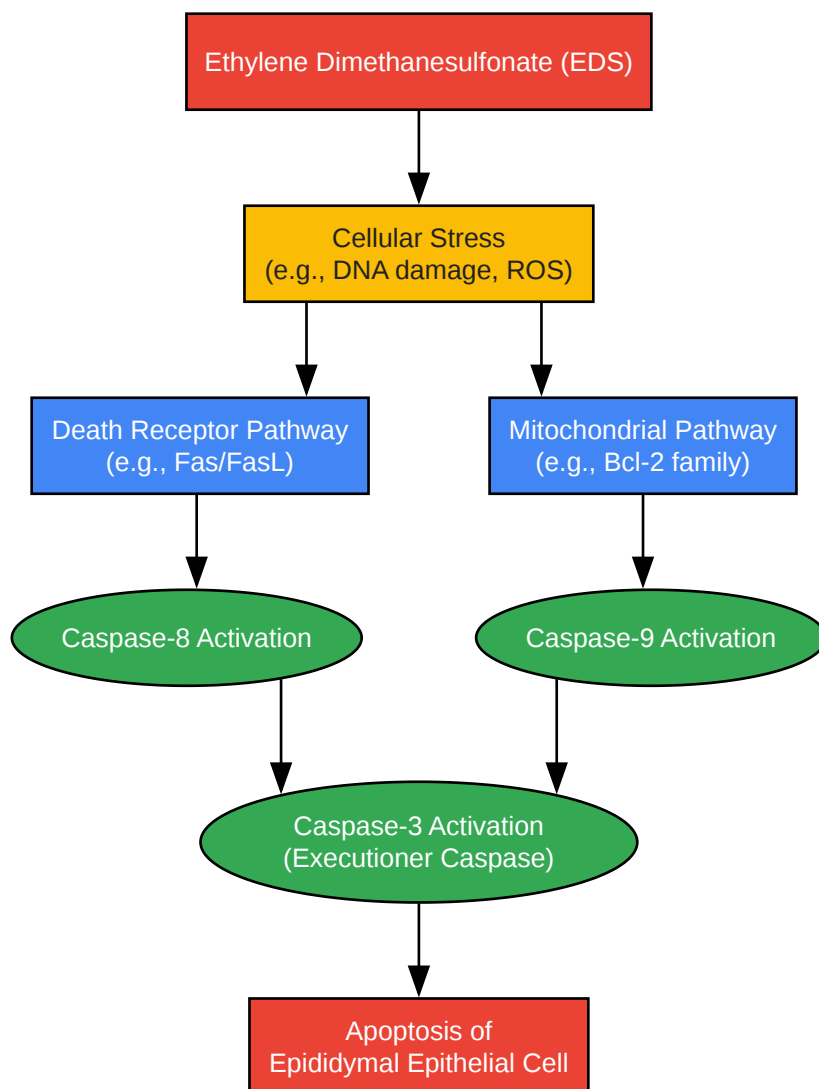 Ethylene Dimethanesulfonate (EDS)
Cellular Stress
(e.g., DNA damage, ROS)
Death Receptor Pathway
(e.g., Fas/FasL)
Mitochondrial Pathway
(e.g., Bcl-2 family)
Caspase-8 Activation
Caspase-9 Activation
Caspase-3 Activation
(Executioner Caspase)
Apoptosis of
Epididymal Epithelial Cell